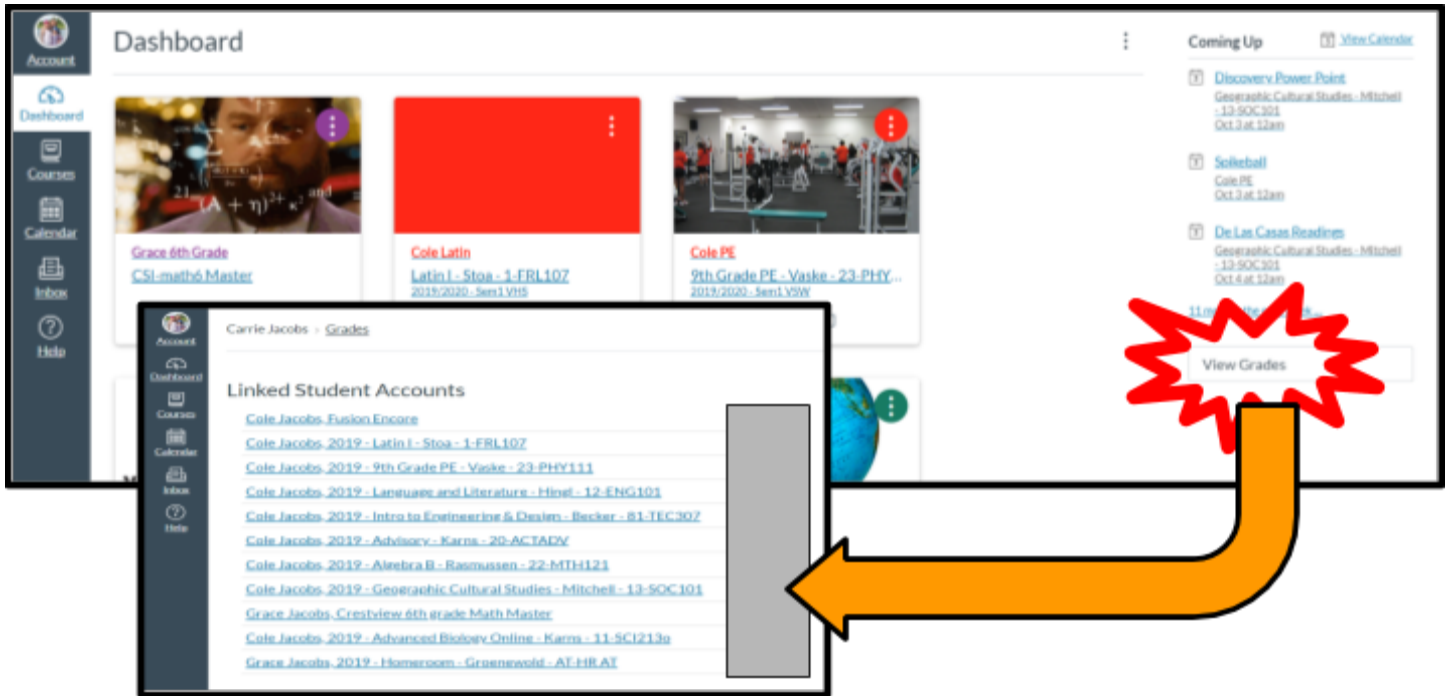 Account
Dashboard
Courses
Calendar
Inbox
Help
Dashboard
21
(A + η)²⁺ κ² and
Grace 6th Grade
CSI-math6 Master
Cole Latin
Latin I - Stoa - 1-FRL107
2019/2020 - Sem1 VHS
Cole PE
9th Grade PE - Vaske - 23-PHY...
2019/2020 - Sem1 VSW
Coming Up
View Calendar
Discovery Power Point
Geographic Cultural Studies - Mitchell
- 13-SOC101
Oct 3 at 12am
Spikeball
Cole PE
Oct 3 at 12am
De Las Casas Readings
Geographic Cultural Studies - Mitchell
- 13-SOC101
Oct 4 at 12am
11
View Grades
Account
Dashboard
Courses
Calendar
Inbox
Help
Carrie Jacobs › Grades
Linked Student Accounts
Cole Jacobs, Fusion Encore
Cole Jacobs, 2019 - Latin I - Stoa - 1-FRL107
Cole Jacobs, 2019 - 9th Grade PE - Vaske - 23-PHY111
Cole Jacobs, 2019 - Language and Literature - Hingl - 12-ENG101
Cole Jacobs, 2019 - Intro to Engineering & Design - Becker - 81-TEC307
Cole Jacobs, 2019 - Advisory - Karns - 20-ACTADV
Cole Jacobs, 2019 - Algebra B - Rasmussen - 22-MTH121
Cole Jacobs, 2019 - Geographic Cultural Studies - Mitchell - 13-SOC101
Grace Jacobs, Crestview 6th grade Math Master
Cole Jacobs, 2019 - Advanced Biology Online - Karns - 11-SCI213o
Grace Jacobs, 2019 - Homeroom - Groenewold - AT-HR AT